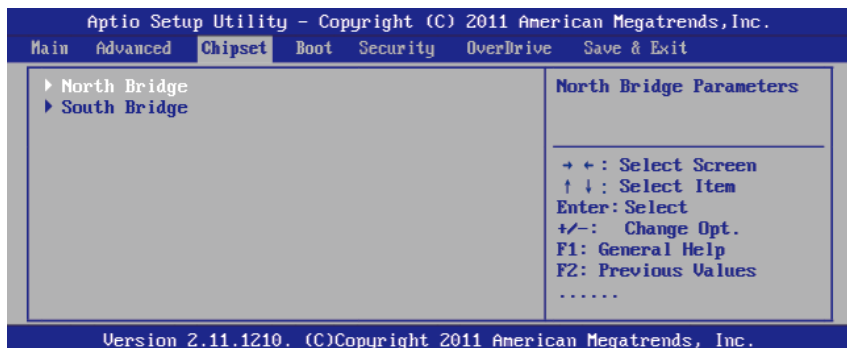 Aptio Setup Utility – Copyright (C) 2011 American Megatrends,Inc.
Main Advanced Chipset Boot Security OverDrive Save & Exit
North Bridge
South Bridge
North Bridge Parameters
→ ←: Select Screen
↑ ↓: Select Item
Enter: Select
+/-: Change Opt.
F1: General Help
F2: Previous Values
......
Version 2.11.1210. (C)Copyright 2011 American Megatrends, Inc.